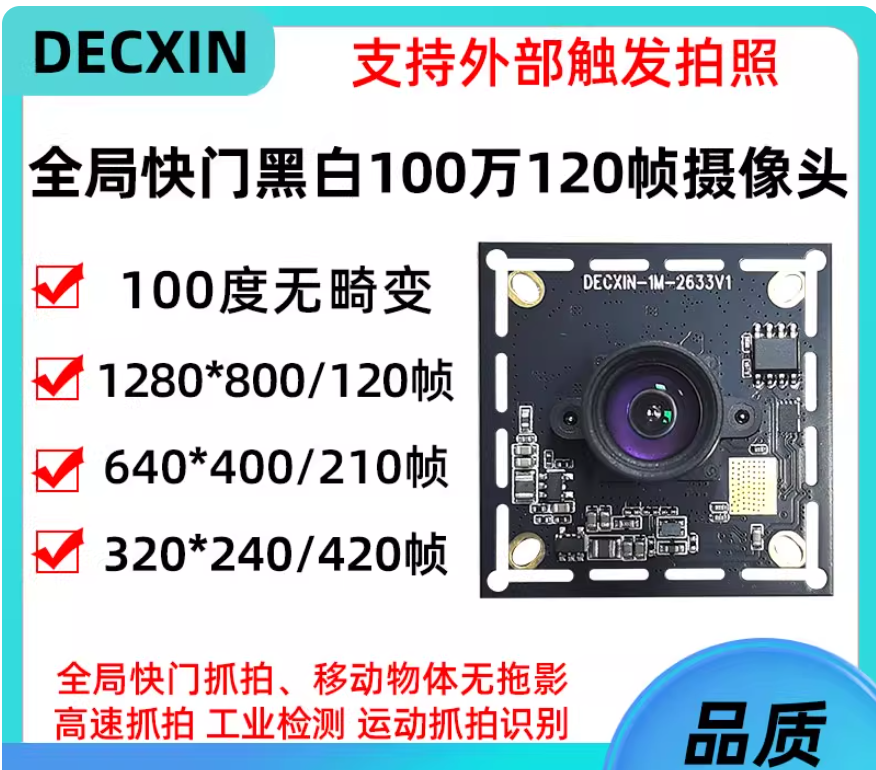 DECXIN
支持外部触发拍照
全局快门黑白100万120帧摄像头
DECXIN-1M-2633V1
100度无畸变
1280*800/120帧
640*400/210帧
320*240/420帧
全局快门抓拍、移动物体无拖影
高速抓拍 工业检测 运动抓拍识别
品质